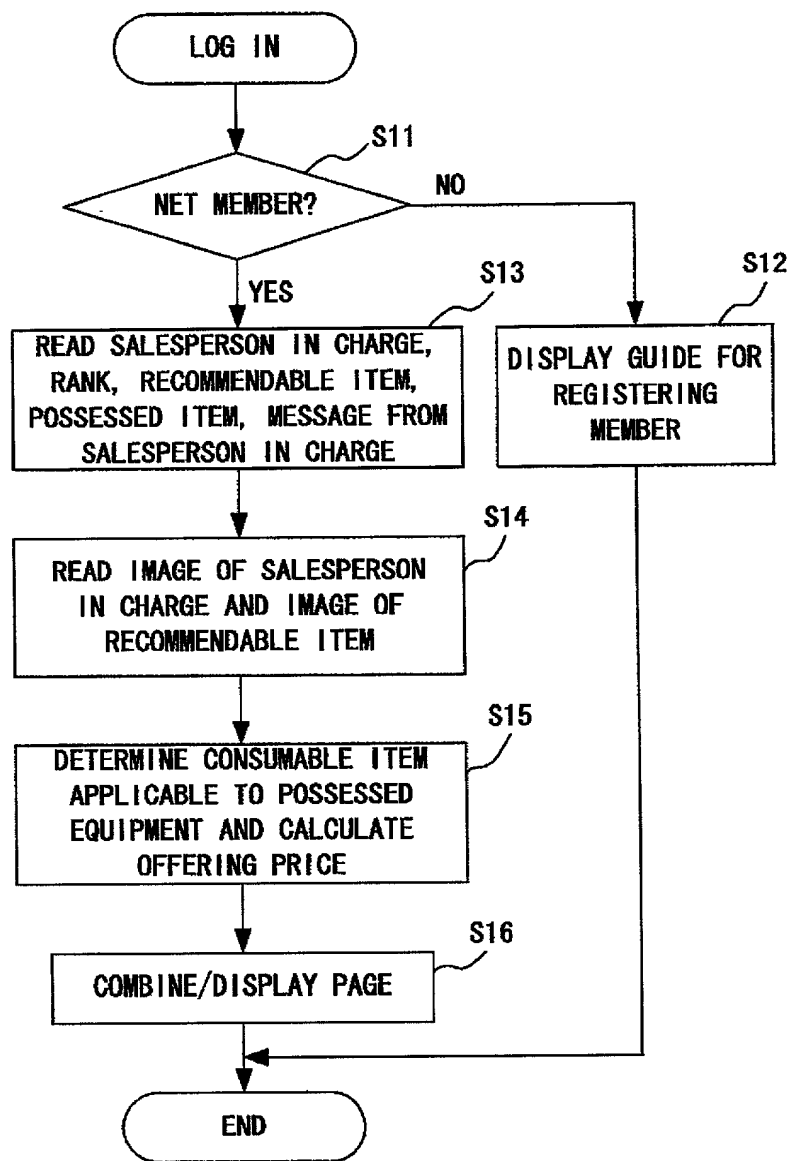 LOG IN
S11
NET MEMBER?
NO
YES
S13
READ SALESPERSON IN CHARGE,
RANK, RECOMMENDABLE ITEM,
POSSESSED ITEM, MESSAGE FROM
SALESPERSON IN CHARGE
S12
DISPLAY GUIDE FOR
REGISTERING
MEMBER
S14
READ IMAGE OF SALESPERSON
IN CHARGE AND IMAGE OF
RECOMMENDABLE ITEM
S15
DETERMINE CONSUMABLE ITEM
APPLICABLE TO POSSESSED
EQUIPMENT AND CALCULATE
OFFERING PRICE
S16
COMBINE/DISPLAY PAGE
END